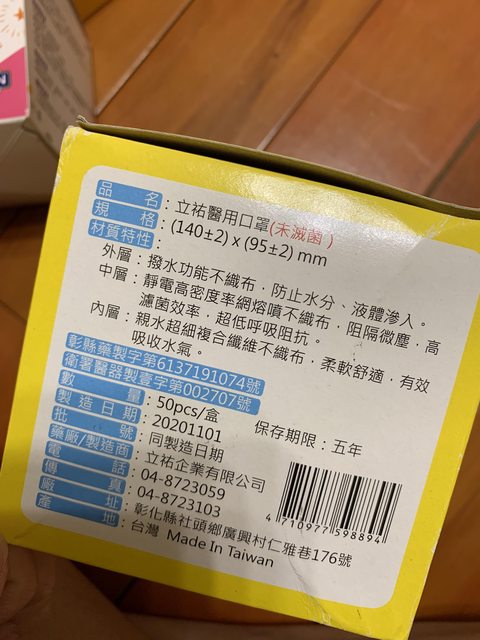 品名：立祐醫用口罩(未滅菌)
規格：(140±2) x (95±2) mm
材質特性：
外層：撥水功能不織布，防止水分、液體滲入。
中層：靜電高密度率網熔噴不織布，阻隔微塵，高
濾菌效率，超低呼吸阻抗。
內層：親水超細複合纖維不織布，柔軟舒適，有效
吸收水氣。
彰縣藥製字第6137191074號
衛署醫器製壹字第002707號
數量：50pcs/盒 保存期限：五年
製造日期：20201101
批號：同製造日期
藥廠/製造商：立祐企業有限公司
電話：04-8723059
傳真：04-8723103
廠址：彰化縣社頭鄉廣興村仁雅巷176號
產地：台灣 Made In Taiwan
4 710977 598894